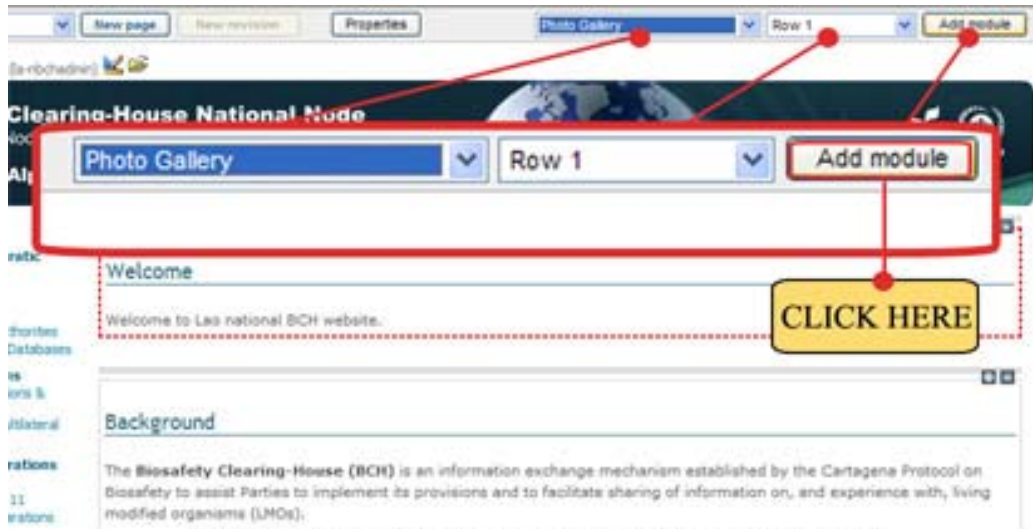 New page New revision Properties Photo Gallery Row 1 Add module
Clearing-House National Node
Photo Gallery Row 1 Add module
Welcome
CLICK HERE
Welcome to Lao national BCH website.
Databases
Background
The Biosafety Clearing-House (BCH) is an information exchange mechanism established by the Cartagena Protocol on
Biosafety to assist Parties to implement its provisions and to facilitate sharing of information on, and experience with, living
11
modified organisms (LMOs).